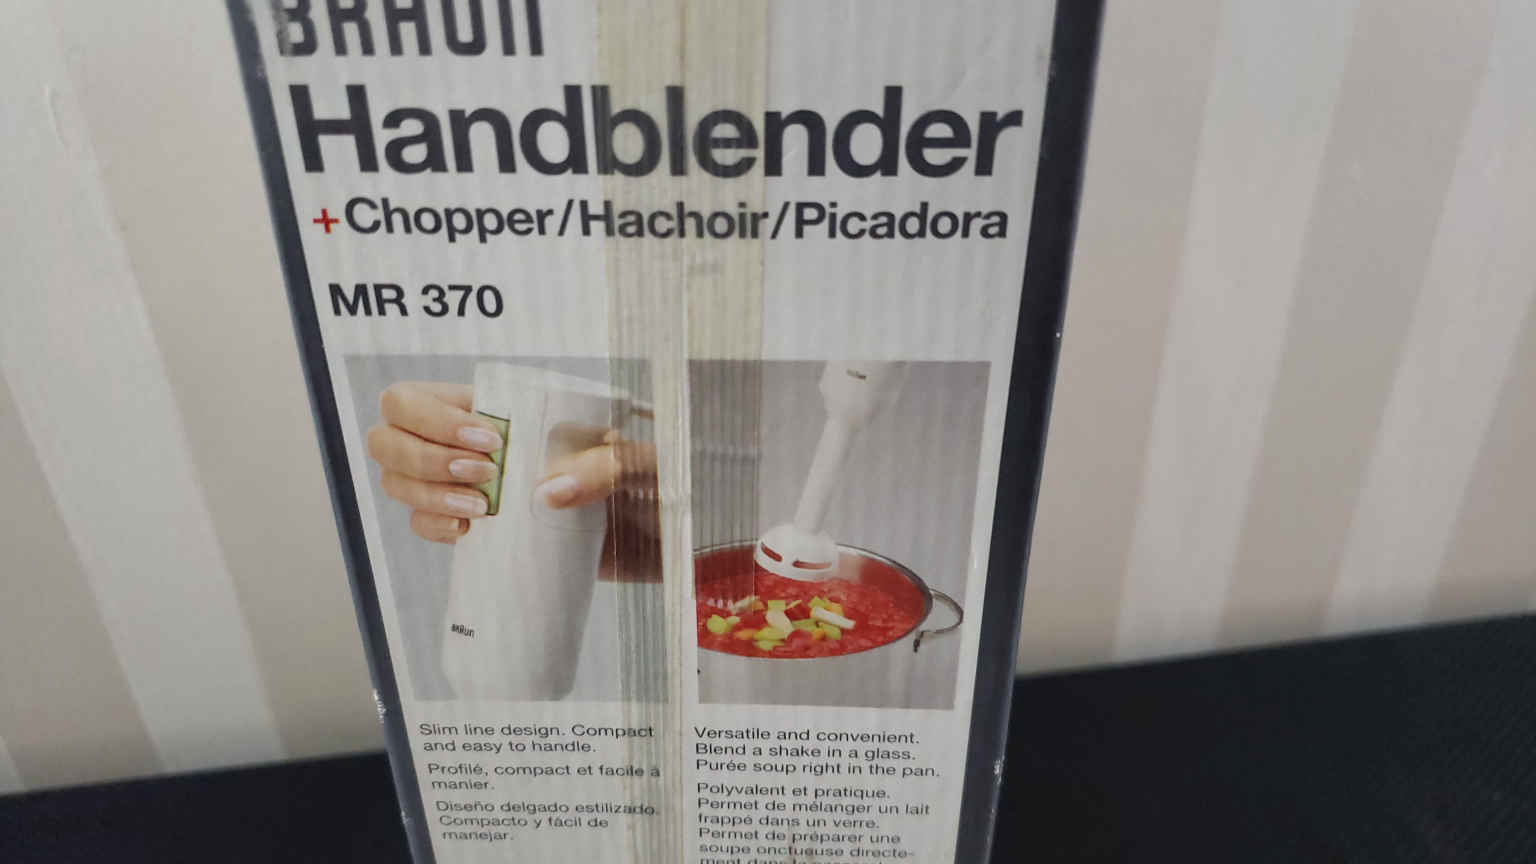 BRAUN
Handblender
+Chopper/Hachoir/Picadora
MR 370
BRAUN
Slim line design. Compact
and easy to handle.
Profilé, compact et facile à
manier.
Diseño delgado estilizado.
Compacto y fácil de
manejar.
Versatile and convenient.
Blend a shake in a glass.
Purée soup right in the pan.
Polyvalent et pratique.
Permet de mélanger un lait
frappé dans un verre.
Permet de préparer une
soupe onctueuse directe-
ment dans